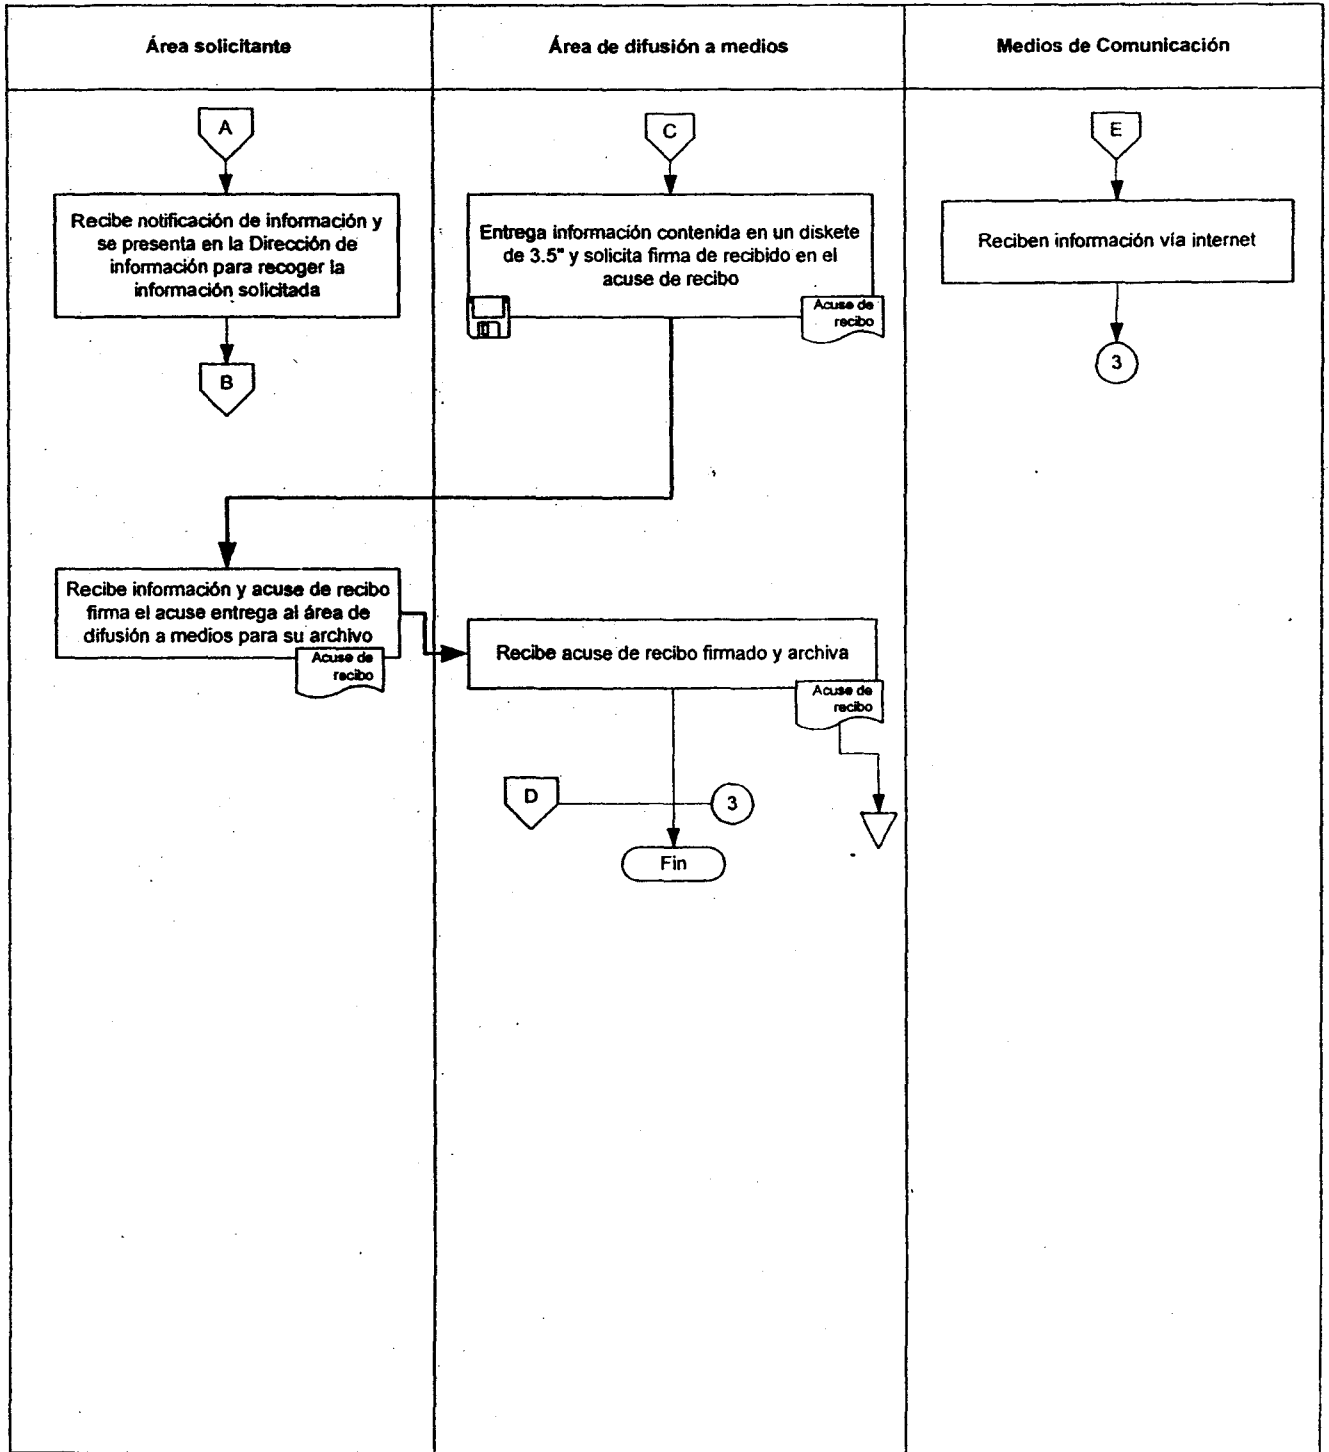 Área solicitante
Área de difusión a medios
Medios de Comunicación
A
C
E
Recibe notificación de información y
se presenta en la Dirección de
información para recoger la
información solicitada
Entrega información contenida en un diskete
de 3.5" y solicita firma de recibido en el
acuse de recibo
Acuse de
recibo
Reciben información vía internet
B
3
Recibe información y acuse de recibo
firma el acuse entrega al área de
difusión a medios para su archivo
Acuse de
recibo
Recibe acuse de recibo firmado y archiva
Acuse de
recibo
D
3
Fin